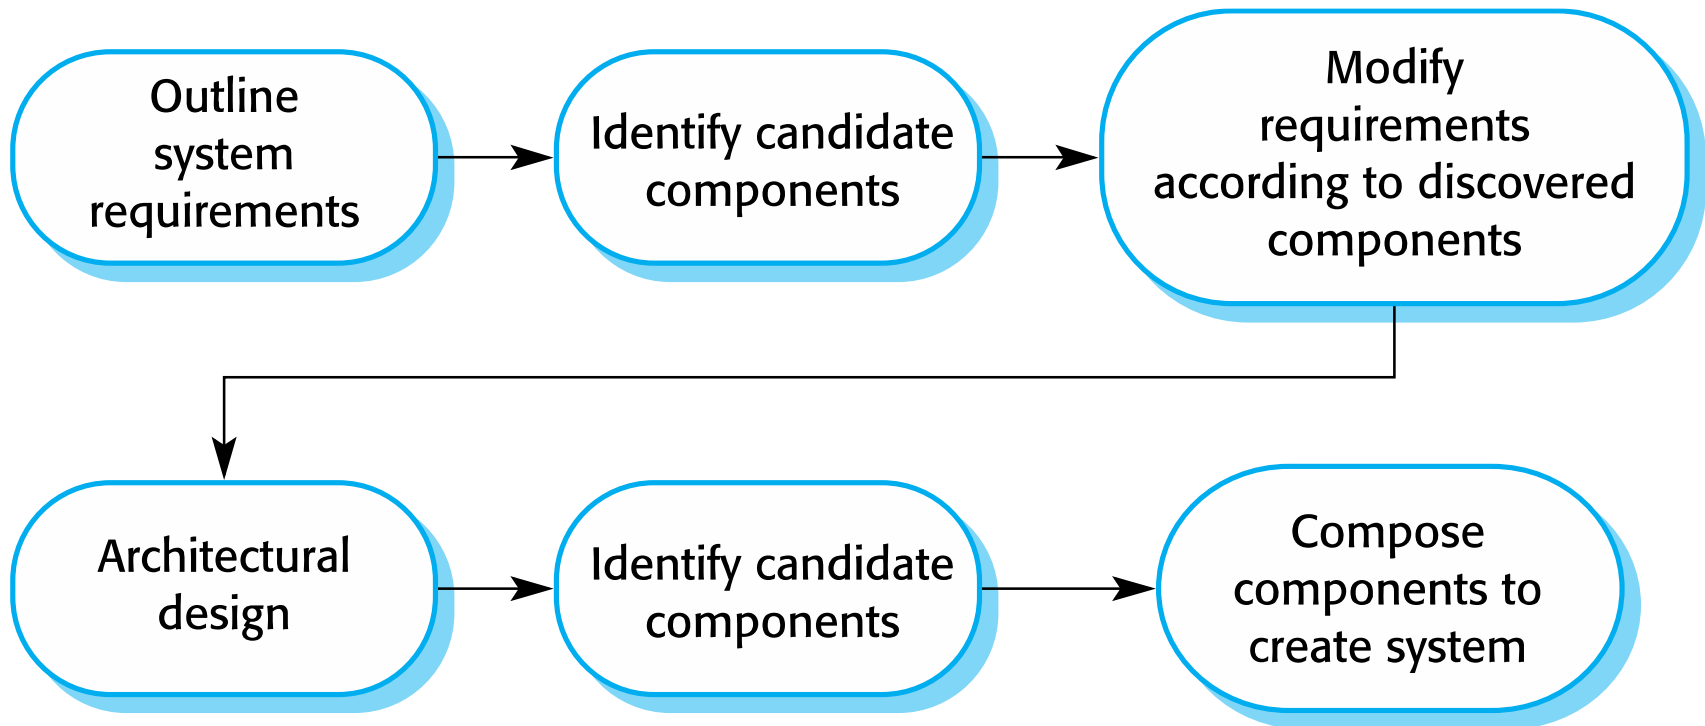 Outline
system
requirements
Identify candidate
components
Modify
requirements
according to discovered
components
Architectural
design
Identify candidate
components
Compose
components to
create system